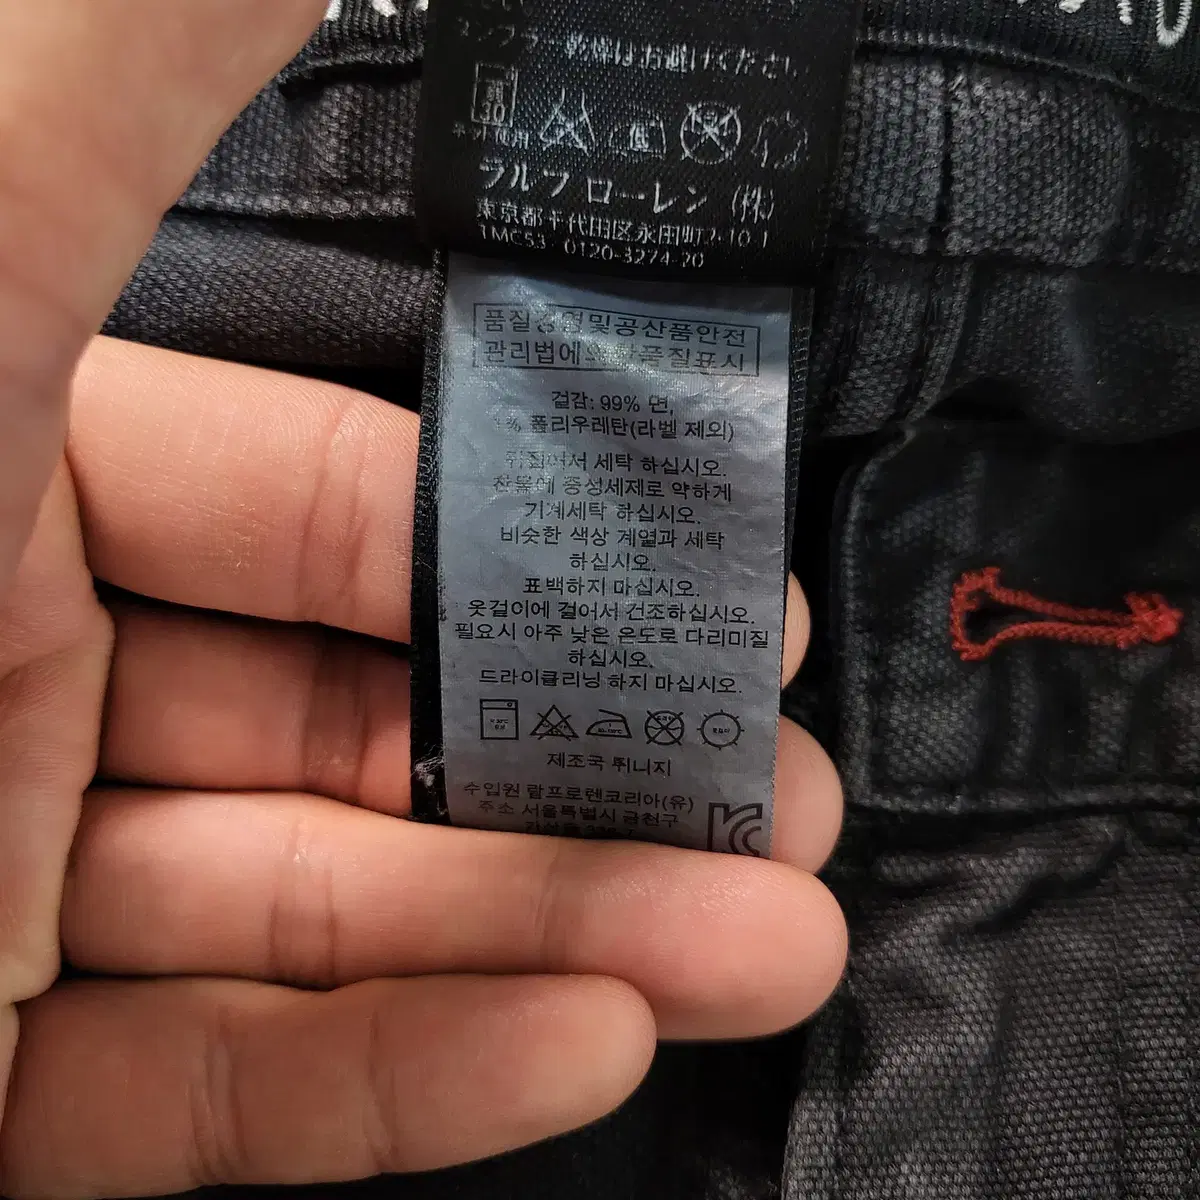 タンブラー乾燥はお避けください
ラルフ ローレン (株)
東京都千代田区永田町2-10-1
TMC53 0120-3274-20
품질경영및공산품안전
관리법에의한품질표시
겉감: 99% 면,
1% 폴리우레탄(라벨 제외)
뒤집어서 세탁 하십시오.
찬물에 중성세제로 약하게
기계세탁 하십시오.
비슷한 색상 계열과 세탁
하십시오.
표백하지 마십시오.
옷걸이에 걸어서 건조하십시오.
필요시 아주 낮은 온도로 다리미질
하십시오.
드라이클리닝 하지 마십시오.
제조국 튀니지
수입원 랄프로렌코리아(유)
주소 서울특별시 금천구